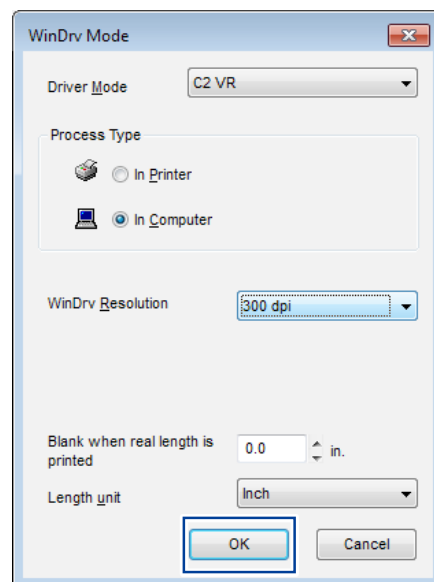 WinDrv Mode
Driver Mode
C2 VR
Process Type
In Printer
In Computer
WinDrv Resolution
300 dpi
Blank when real length is
printed
0.0
in.
Length unit
Inch
OK
Cancel